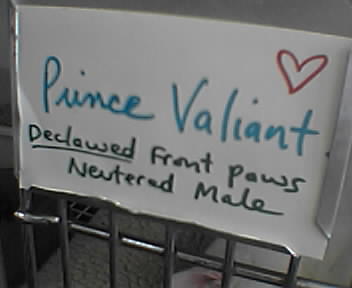 Prince Valiant
Declawed Front paws
Neutered Male